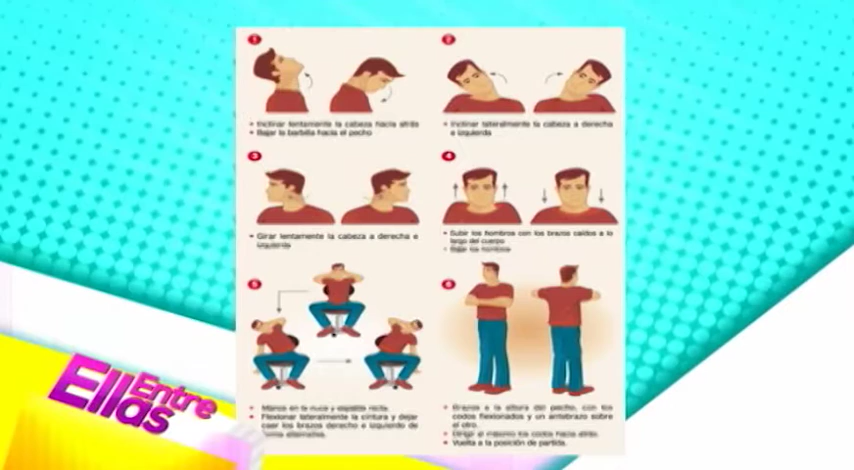 1
• Inclinar lentamente la cabeza hacia atrás
• Bajar la barbilla hacia el pecho
2
• Inclinar lateralmente la cabeza a derecha
e izquierda
3
• Girar lentamente la cabeza a derecha e
izquierda
4
• Subir los hombros con los brazos caídos a lo
largo del cuerpo
• Bajar los hombros
5
• Manos en la nuca y espalda recta.
• Flexionar lateralmente la cintura y dejar
caer los brazos derecho e izquierdo de
forma alternativa.
6
• Brazos a la altura del pecho, con los
codos flexionados y un antebrazo sobre
el otro.
• Dirigir al máximo los codos hacia atrás.
• Vuelta a la posición de partida.
Entre
Ellas